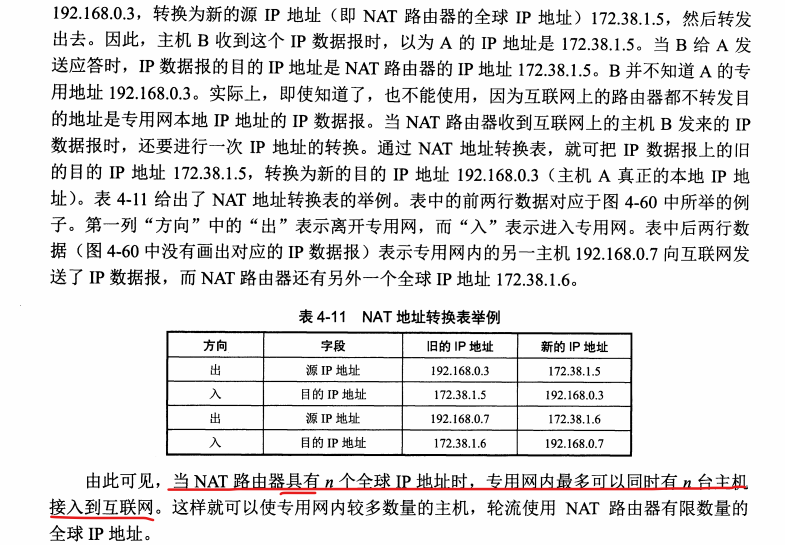 192.168.0.3，转换为新的源 IP 地址（即 NAT 路由器的全球 IP 地址）172.38.1.5，然后转发
出去。因此，主机 B 收到这个 IP 数据报时，以为 A 的 IP 地址是 172.38.1.5。当 B 给 A 发
送应答时，IP 数据报的目的 IP 地址是 NAT 路由器的 IP 地址 172.38.1.5。B 并不知道 A 的专
用地址 192.168.0.3。实际上，即使知道了，也不能使用，因为互联网上的路由器都不转发目
的地址是专用网本地 IP 地址的 IP 数据报。当 NAT 路由器收到互联网上的主机 B 发来的 IP
数据报时，还要进行一次 IP 地址的转换。通过 NAT 地址转换表，就可把 IP 数据报上的旧
的目的 IP 地址 172.38.1.5，转换为新的目的 IP 地址 192.168.0.3（主机 A 真正的本地 IP 地
址）。表 4-11 给出了 NAT 地址转换表的举例。表中的前两行数据对应于图 4-60 中所举的例
子。第一列“方向”中的“出”表示离开专用网，而“入”表示进入专用网。表中后两行数
据（图 4-60 中没有画出对应的 IP 数据报）表示专用网内的另一主机 192.168.0.7 向互联网发
送了 IP 数据报，而 NAT 路由器还有另外一个全球 IP 地址 172.38.1.6。
表 4-11 NAT 地址转换表举例
方向 字段 旧的 IP 地址 新的 IP 地址
出 源 IP 地址 192.168.0.3 172.38.1.5
入 目的 IP 地址 172.38.1.5 192.168.0.3
出 源 IP 地址 192.168.0.7 172.38.1.6
入 目的 IP 地址 172.38.1.6 192.168.0.7
由此可见，当 NAT 路由器具有 n 个全球 IP 地址时，专用网内最多可以同时有 n 台主机
接入到互联网。这样就可以使专用网内较多数量的主机，轮流使用 NAT 路由器有限数量的
全球 IP 地址。